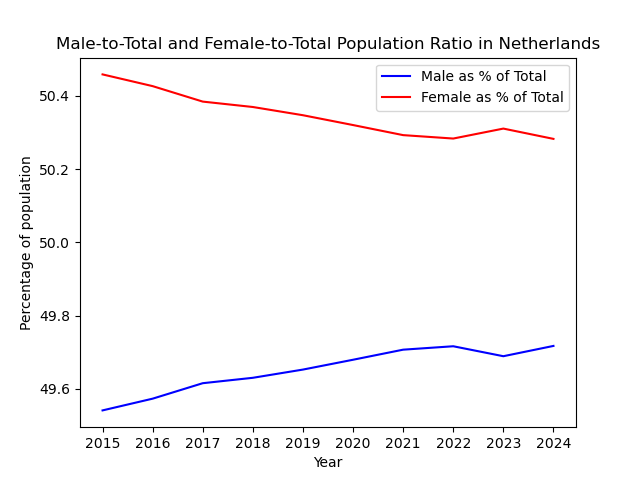 Male-to-Total and Female-to-Total Population Ratio in Netherlands
Male as % of Total
Female as % of Total
Percentage of population
50.4
50.2
50.0
49.8
49.6
2015 2016 2017 2018 2019 2020 2021 2022 2023 2024
Year